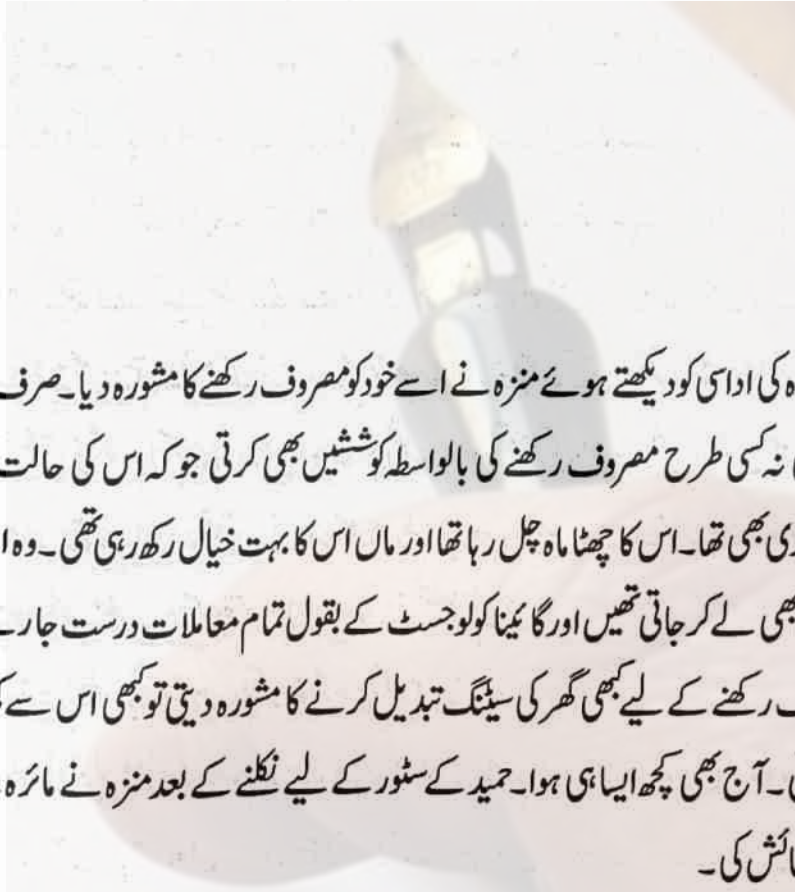 کی اداسی کو دیکھتے ہوئے منزہ نے اسے خود کو مصروف رکھنے کا مشورہ دیا۔ صرف
نہ کسی طرح مصروف رکھنے کی بالواسطہ کوششیں بھی کرتی جو کہ اس کی حالت
بھی تھا۔ اس کا چھٹا ماہ چل رہا تھا اور ماں اس کا بہت خیال رکھ رہی تھی۔ وہ
بھی لے کر جاتی تھیں اور گائیناکولوجسٹ کے بقول تمام معاملات درست جا
رکھنے کے لیے کبھی گھر کی سیٹنگ تبدیل کرنے کا مشورہ دیتی تو کبھی اس سے
۔ آج بھی کچھ ایسا ہی ہوا۔ حمید کے سٹور کے لیے نکلنے کے بعد منزہ نے مائرہ
کی۔